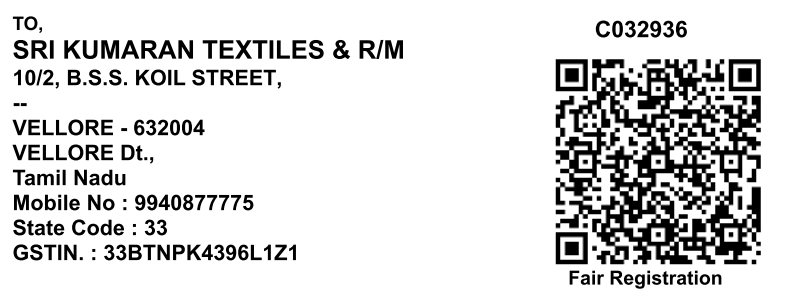 TO,
SRI KUMARAN TEXTILES & R/M
10/2, B.S.S. KOIL STREET,
--
VELLORE - 632004
VELLORE Dt.,
Tamil Nadu
Mobile No : 9940877775
State Code : 33
GSTIN. : 33BTNPK4396L1Z1
C032936
Fair Registration